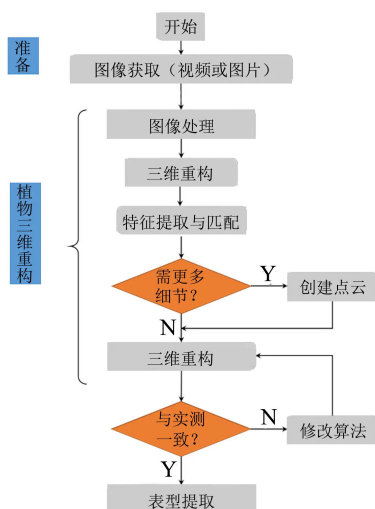 开始
准备
图像获取（视频或图片）
图像处理
三维重构
特征提取与匹配
植物三维重构
需更多
细节？
Y
创建点云
N
三维重构
与实测
一致？
N
修改算法
Y
表型提取